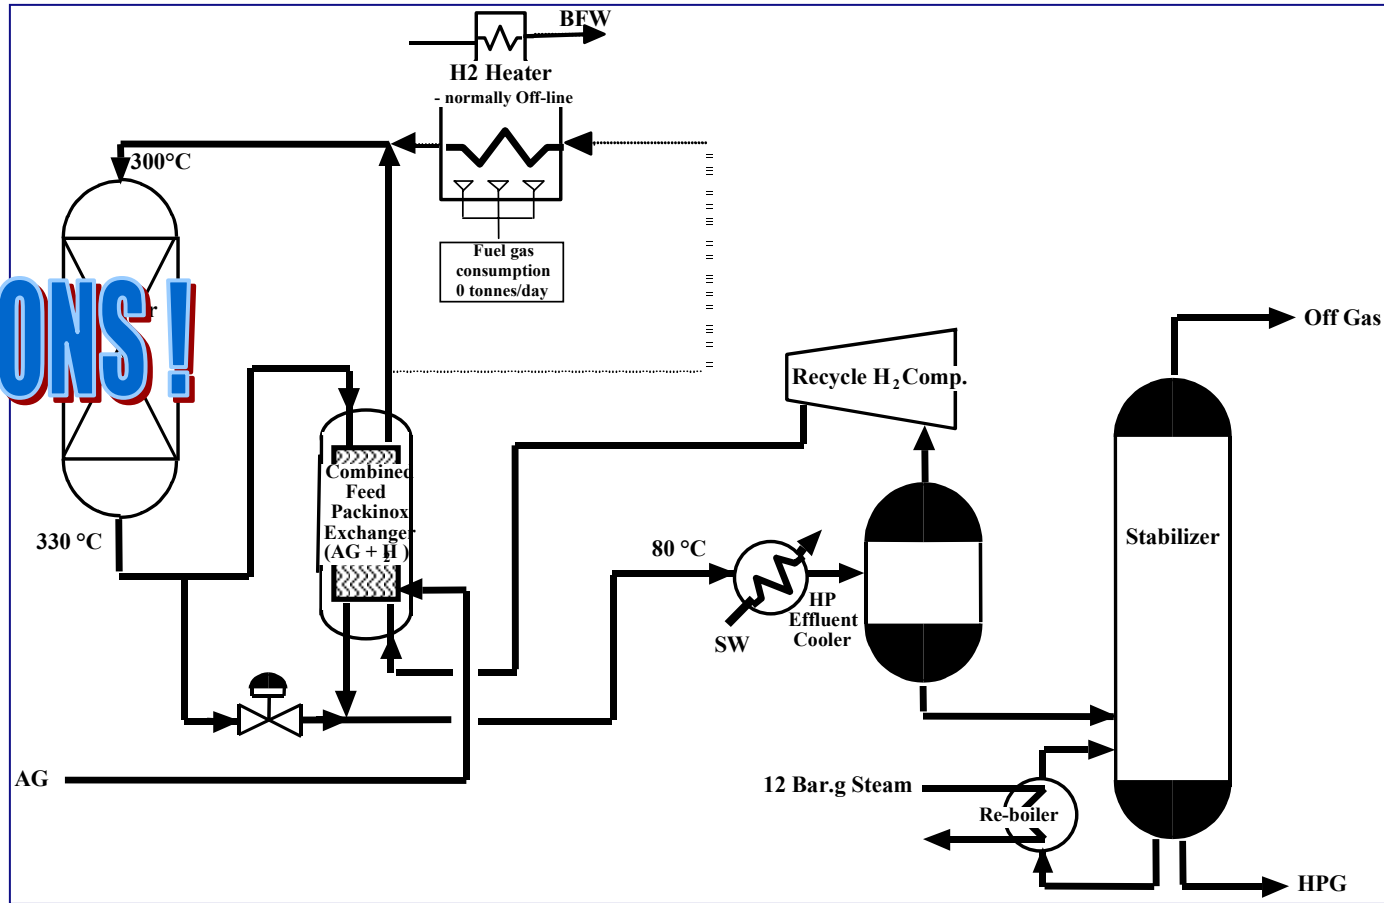 BFW
H2 Heater
- normally Off-line
300°C
Fuel gas
consumption
0 tonnes/day
ONS !
r
Off Gas
Recycle H2 Comp.
Combined
Feed
Packinox
Exchanger
(AG + H2)
Stabilizer
330 °C
80 °C
HP
Effluent
Cooler
SW
AG
12 Bar.g Steam
Re-boiler
HPG